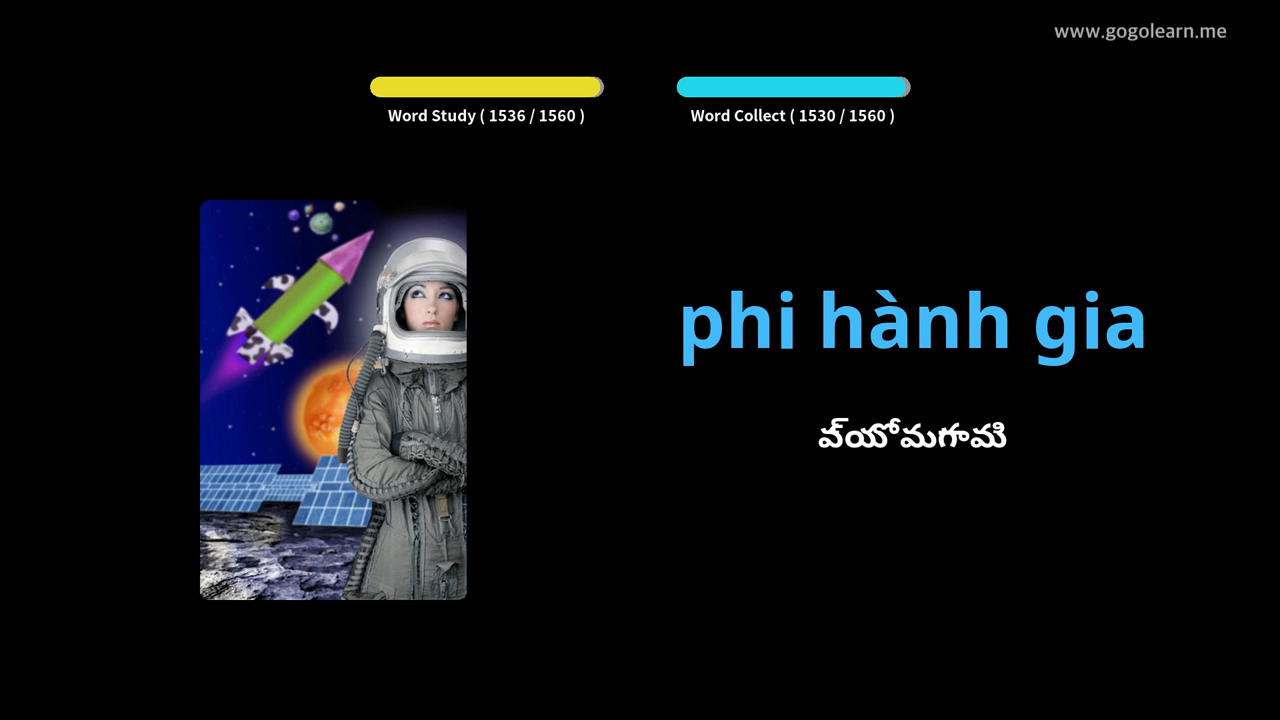 www.gogolearn.me
Word Study ( 1536 / 1560 )
Word Collect ( 1530 / 1560 )
phi hành gia
వ్యోమగామి